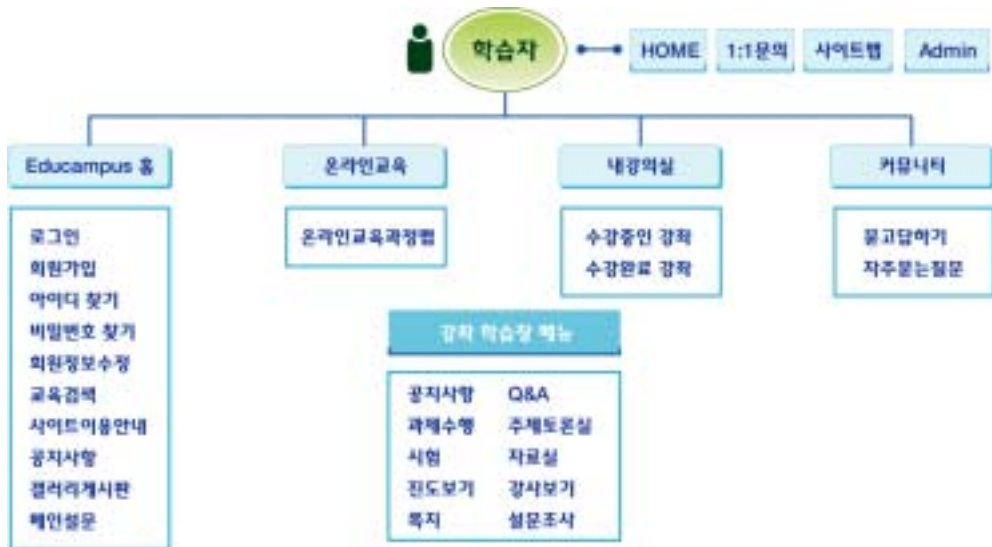 학습자
HOME
1:1문의
사이트맵
Admin
Educampus 홈
온라인교육
내강의실
커뮤니티
로그인
회원가입
아이디 찾기
비밀번호 찾기
회원정보수정
교육검색
사이트이용안내
공지사항
갤러리게시판
메인설문
온라인교육과정맵
수강중인 강좌
수강완료 강좌
묻고답하기
자주묻는질문
강좌 학습창 메뉴
공지사항 Q&A
과제수행 주제토론실
시험 자료실
진도보기 강사보기
쪽지 설문조사